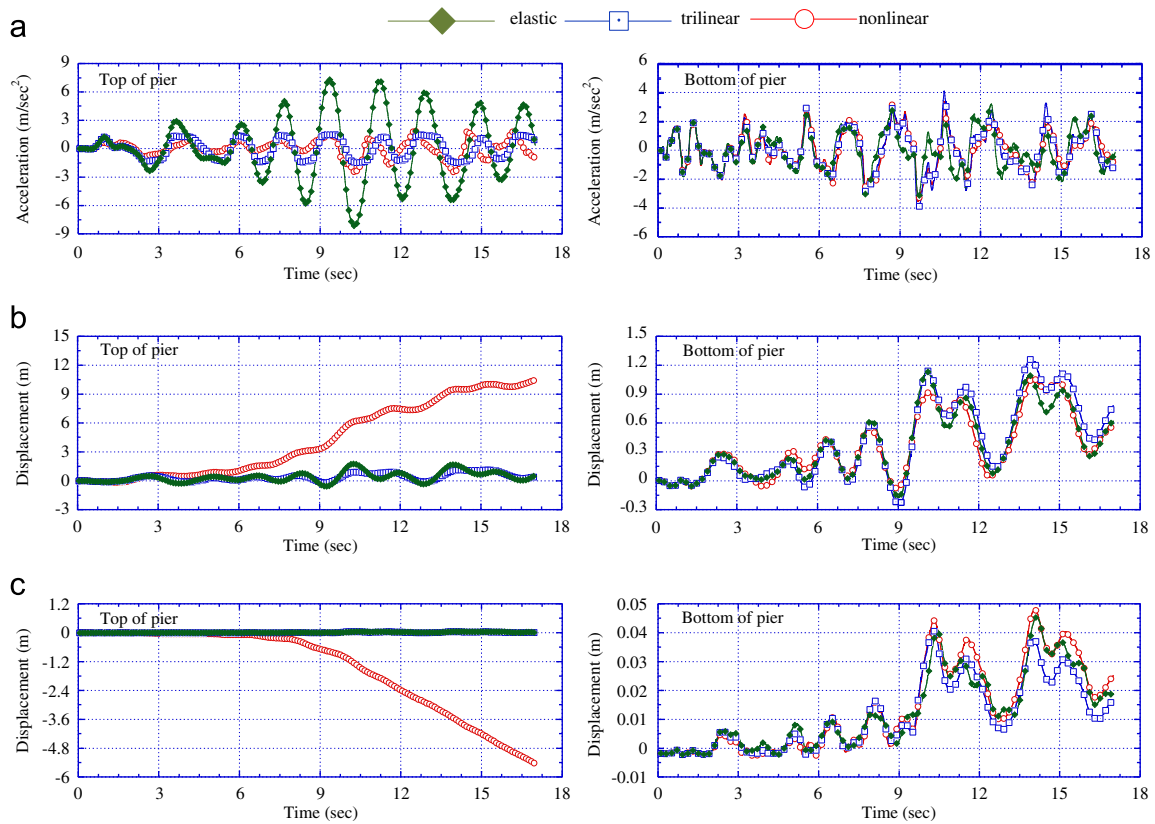 a
elastic trilinear nonlinear
Top of pier
Acceleration (m/sec2)
9
6
3
0
-3
-6
-9
0 3 6 9 12 15 18
Time (sec)
Bottom of pier
Acceleration (m/sec2)
6
4
2
0
-2
-4
-6
0 3 6 9 12 15 18
Time (sec)
b
Top of pier
Displacement (m)
15
12
9
6
3
0
-3
0 3 6 9 12 15 18
Time (sec)
Bottom of pier
Displacement (m)
1.5
1.2
0.9
0.6
0.3
0
-0.3
0 3 6 9 12 15 18
Time (sec)
c
Top of pier
Displacement (m)
1.2
0
-1.2
-2.4
-3.6
-4.8
-6
0 3 6 9 12 15 18
Time (sec)
Bottom of pier
Displacement (m)
0.05
0.04
0.03
0.02
0.01
0
-0.01
0 3 6 9 12 15 18
Time (sec)